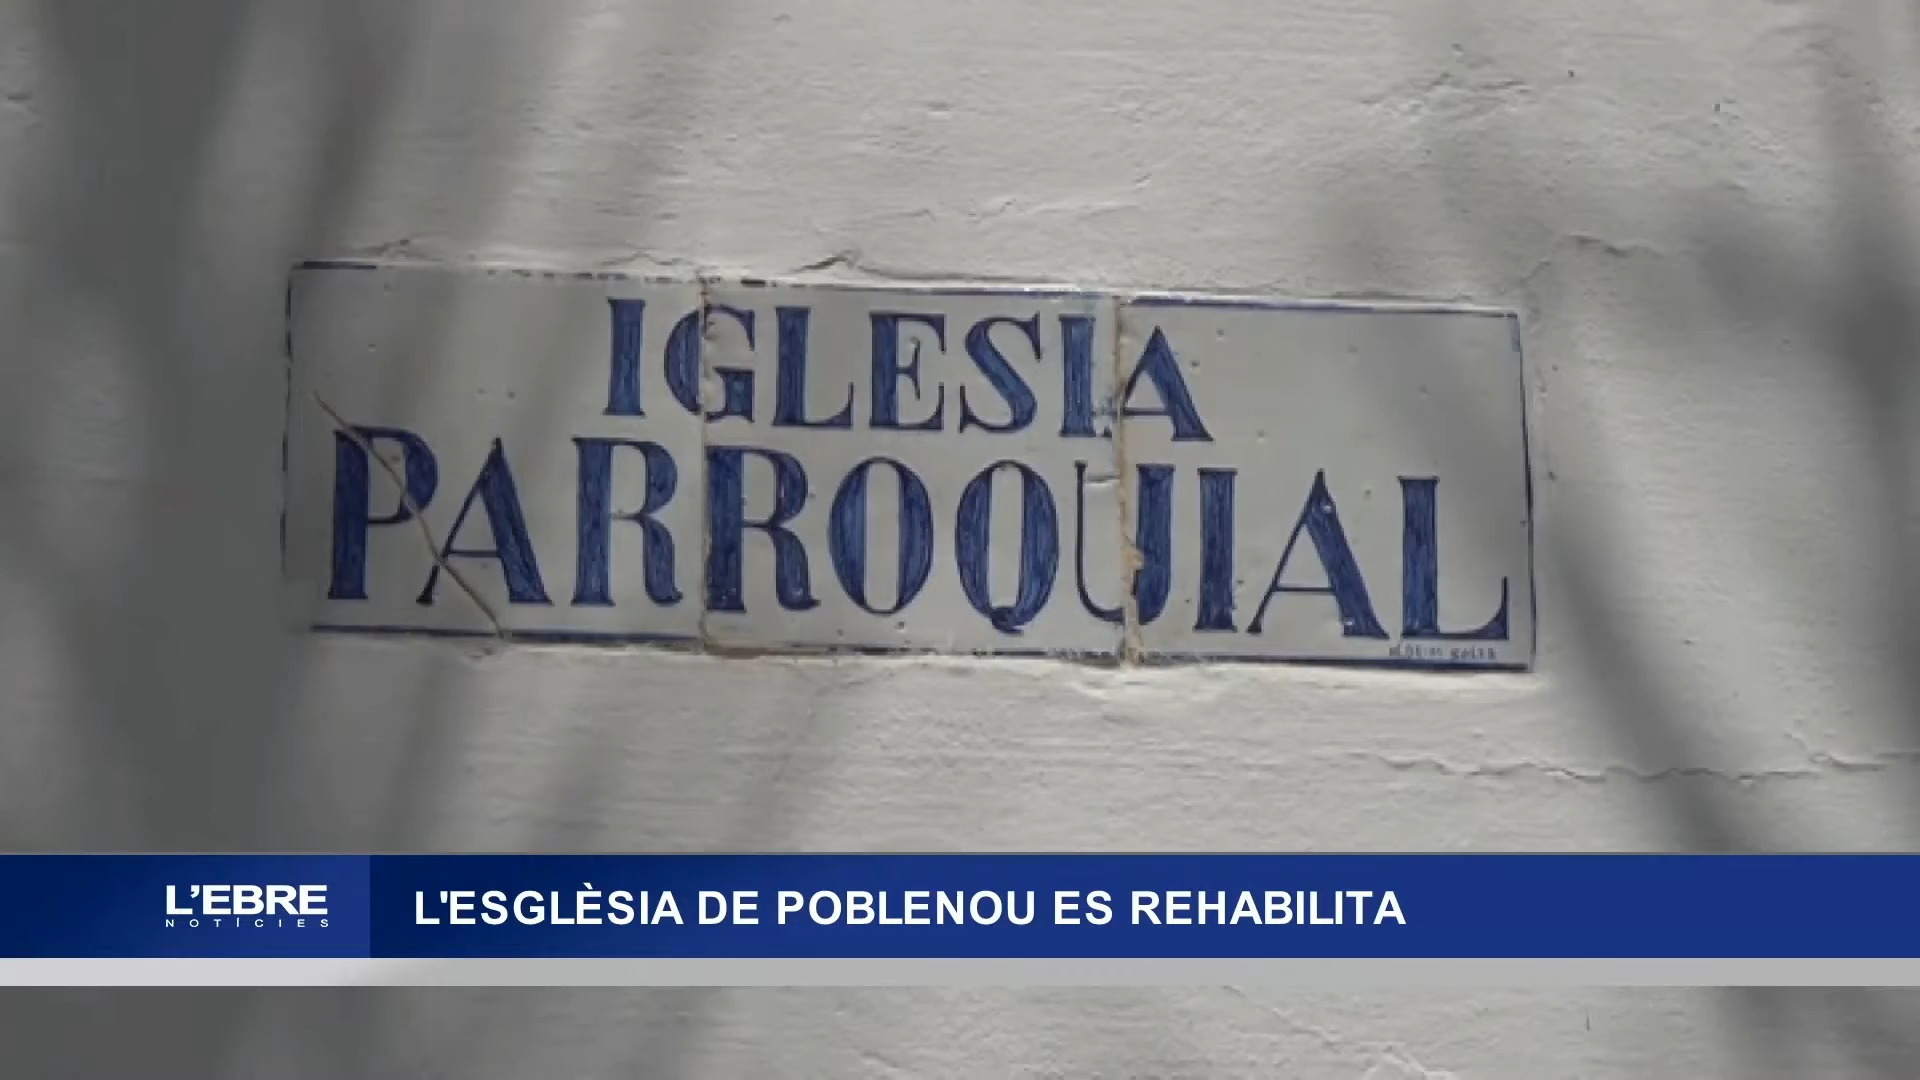 IGLESIA
PARROQUIAL
L'EBRE
NOTÍCIES
L'ESGLÈSIA DE POBLENOU ES REHABILITA